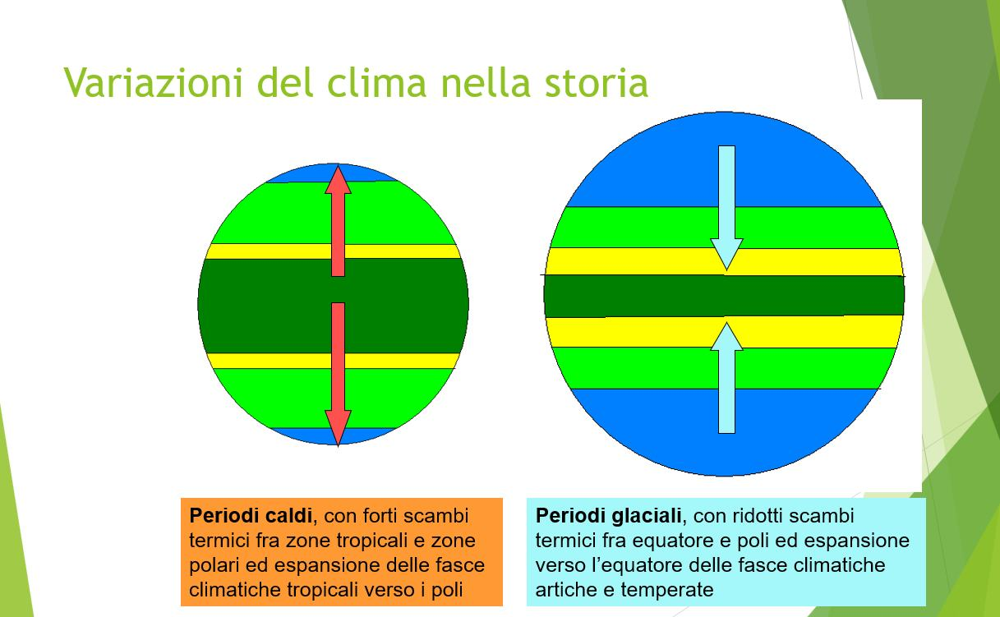 Variazioni del clima nella storia
Periodi caldi, con forti scambi
termici fra zone tropicali e zone
polari ed espansione delle fasce
climatiche tropicali verso i poli
Periodi glaciali, con ridotti scambi
termici fra equatore e poli ed espansione
verso l'equatore delle fasce climatiche
artiche e temperate